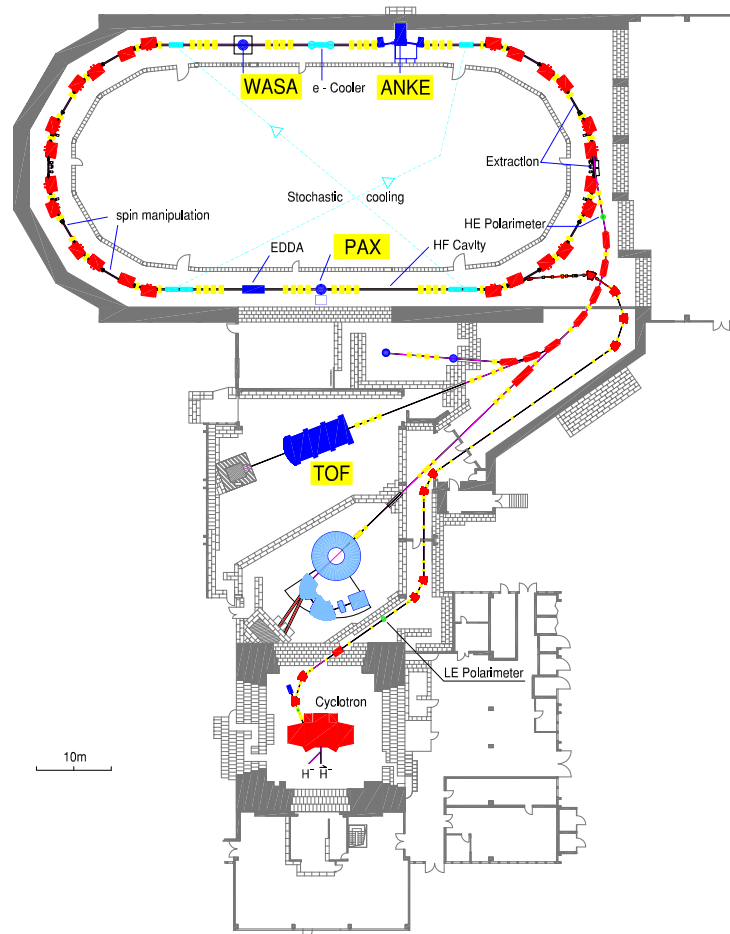 WASA
e - Cooler
ANKE
Extraction
Stochastic cooling
spin manipulation
HE Polarimeter
EDDA
PAX
HF Cavity
TOF
LE Polarimeter
Cyclotron
10m
H⁻ H⁻